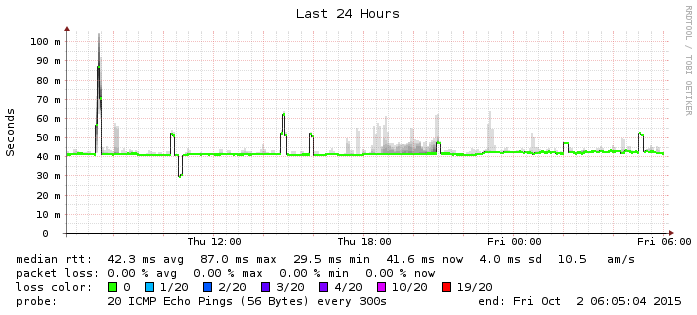 Last 24 Hours
RRDTOOL / TOBI OETIKER
Seconds
100 m
90 m
80 m
70 m
60 m
50 m
40 m
30 m
20 m
10 m
0
Thu 12:00 Thu 18:00 Fri 00:00 Fri 06:00
median rtt: 42.3 ms avg 87.0 ms max 29.5 ms min 41.6 ms now 4.0 ms sd 10.5 am/s
packet loss: 0.00 % avg 0.00 % max 0.00 % min 0.00 % now
loss color: 0 1/20 2/20 3/20 4/20 10/20 19/20
probe: 20 ICMP Echo Pings (56 Bytes) every 300s end: Fri Oct 2 06:05:04 2015